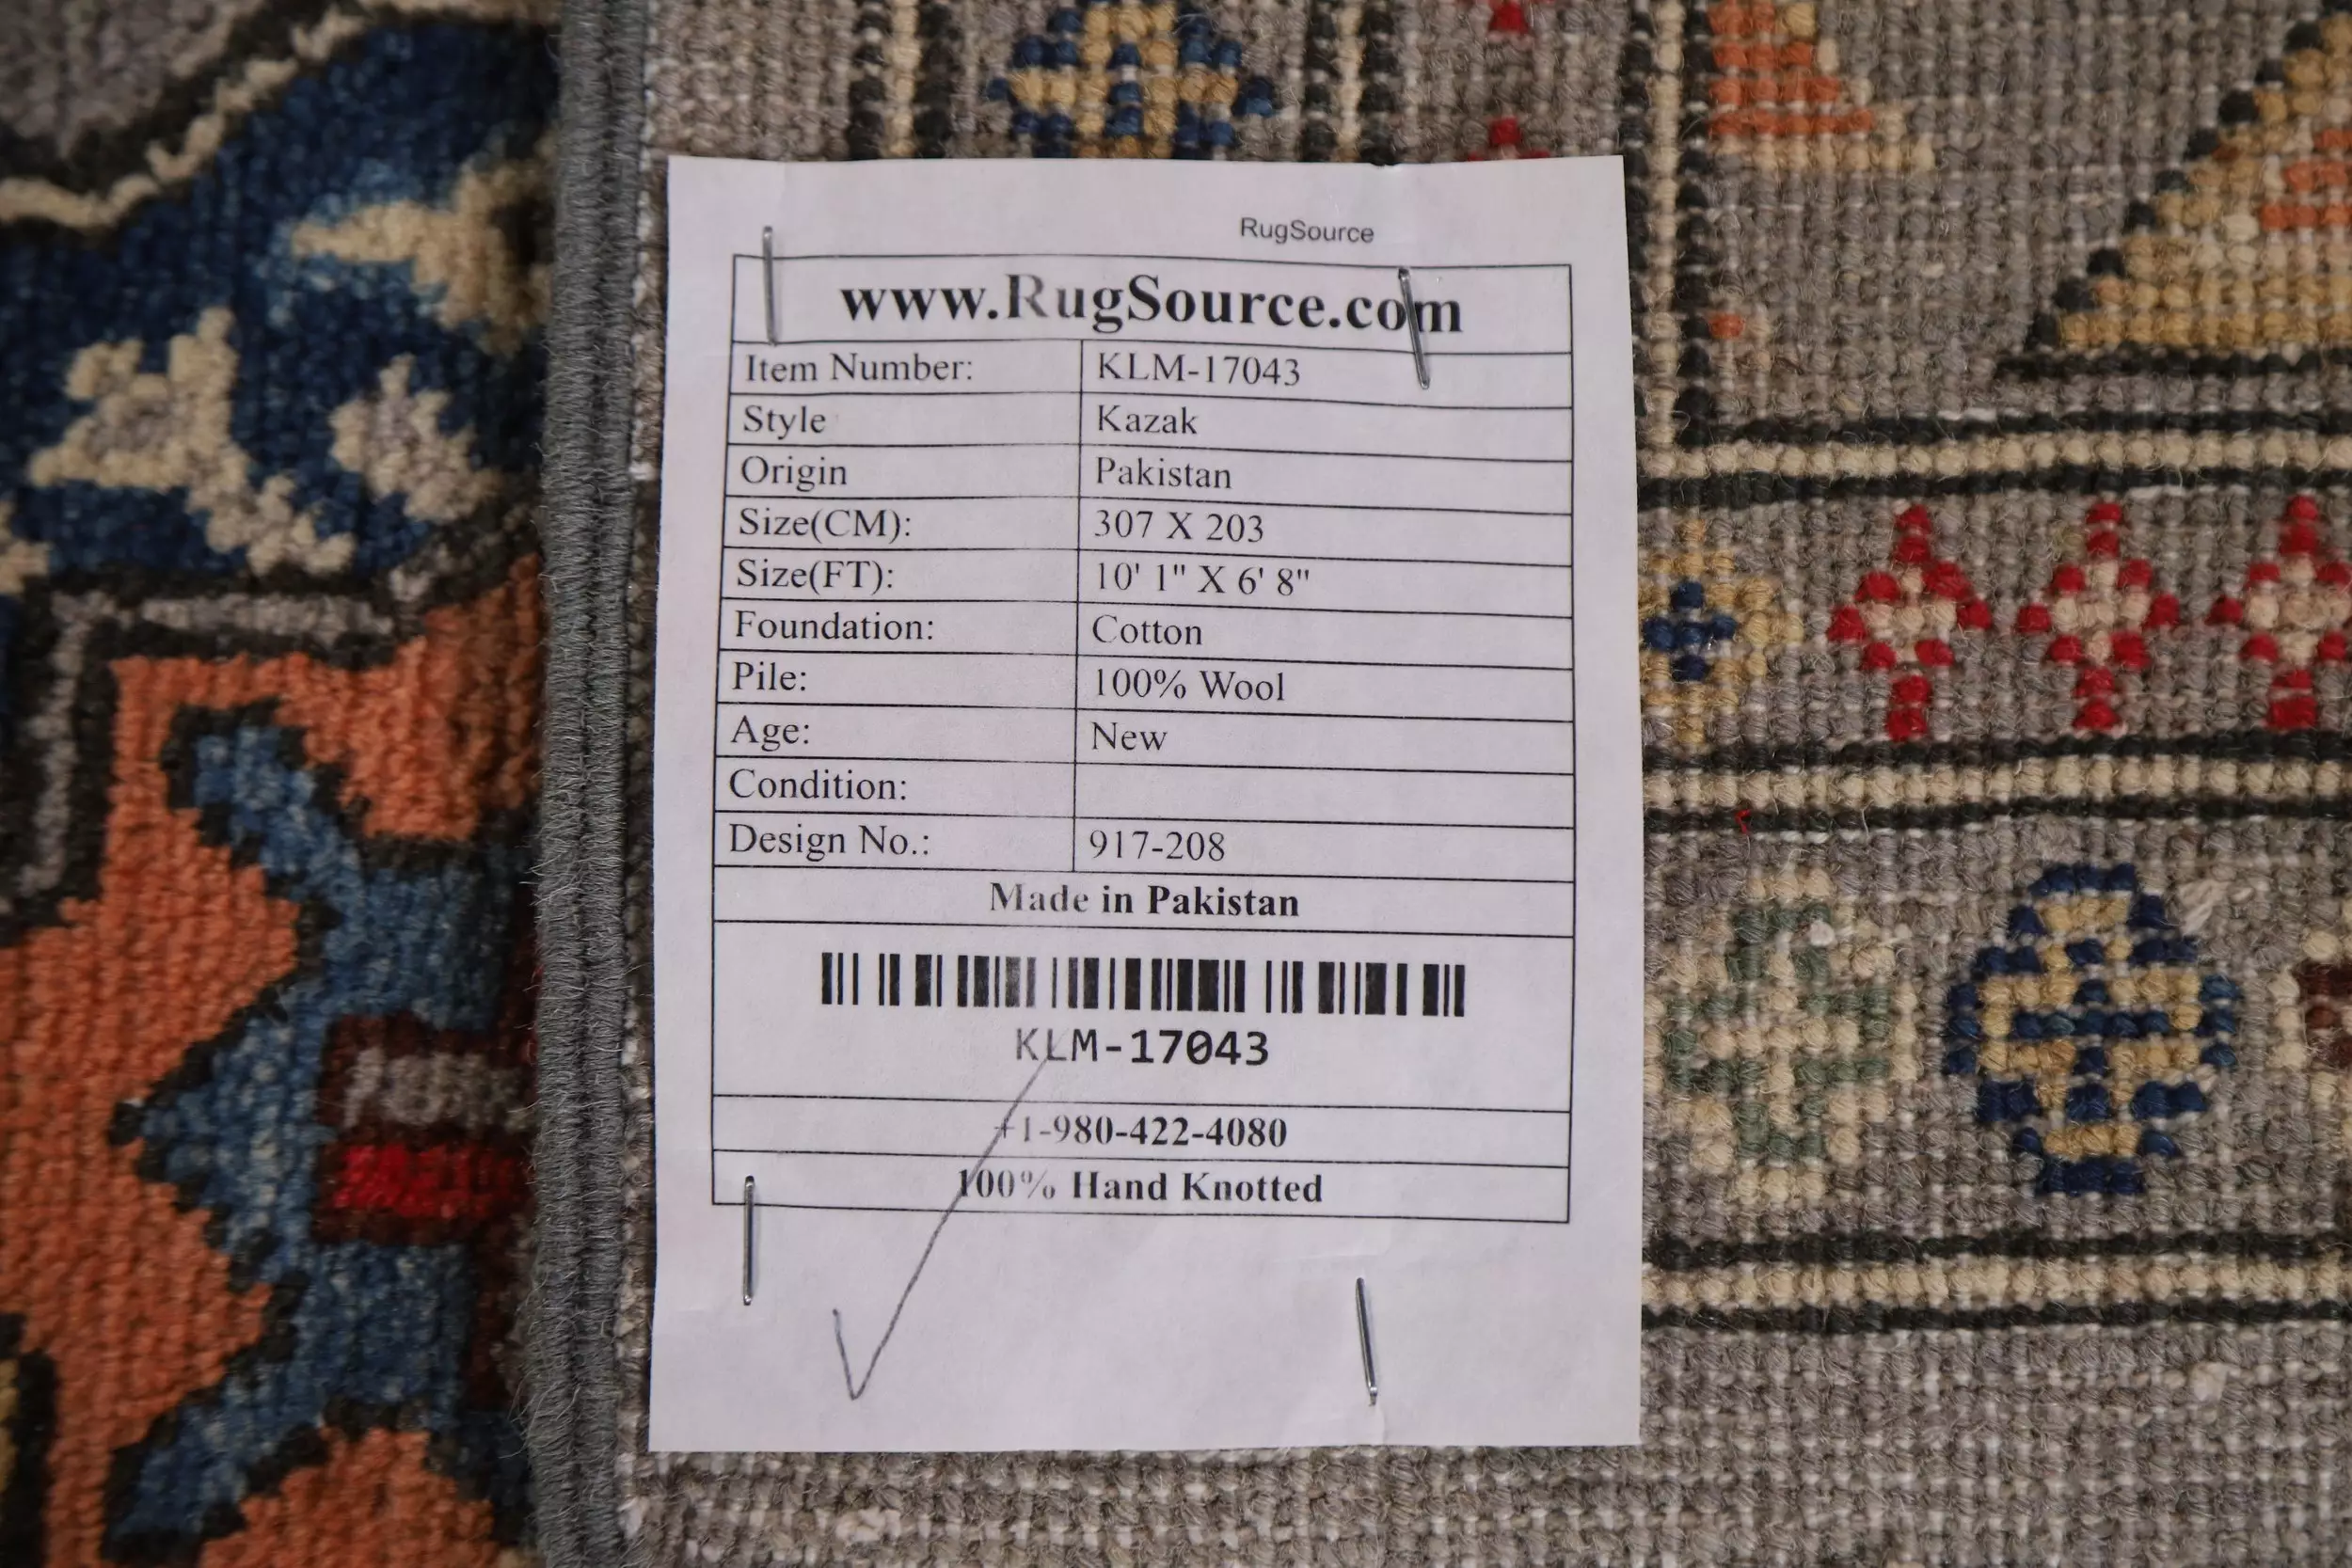 RugSource
www.RugSource.com
Item Number: KLM-17043
Style Kazak
Origin Pakistan
Size(CM): 307 X 203
Size(FT): 10' 1" X 6' 8"
Foundation: Cotton
Pile: 100% Wool
Age: New
Condition:
Design No.: 917-208
Made in Pakistan
KLM-17043
+1-980-422-4080
100% Hand Knotted